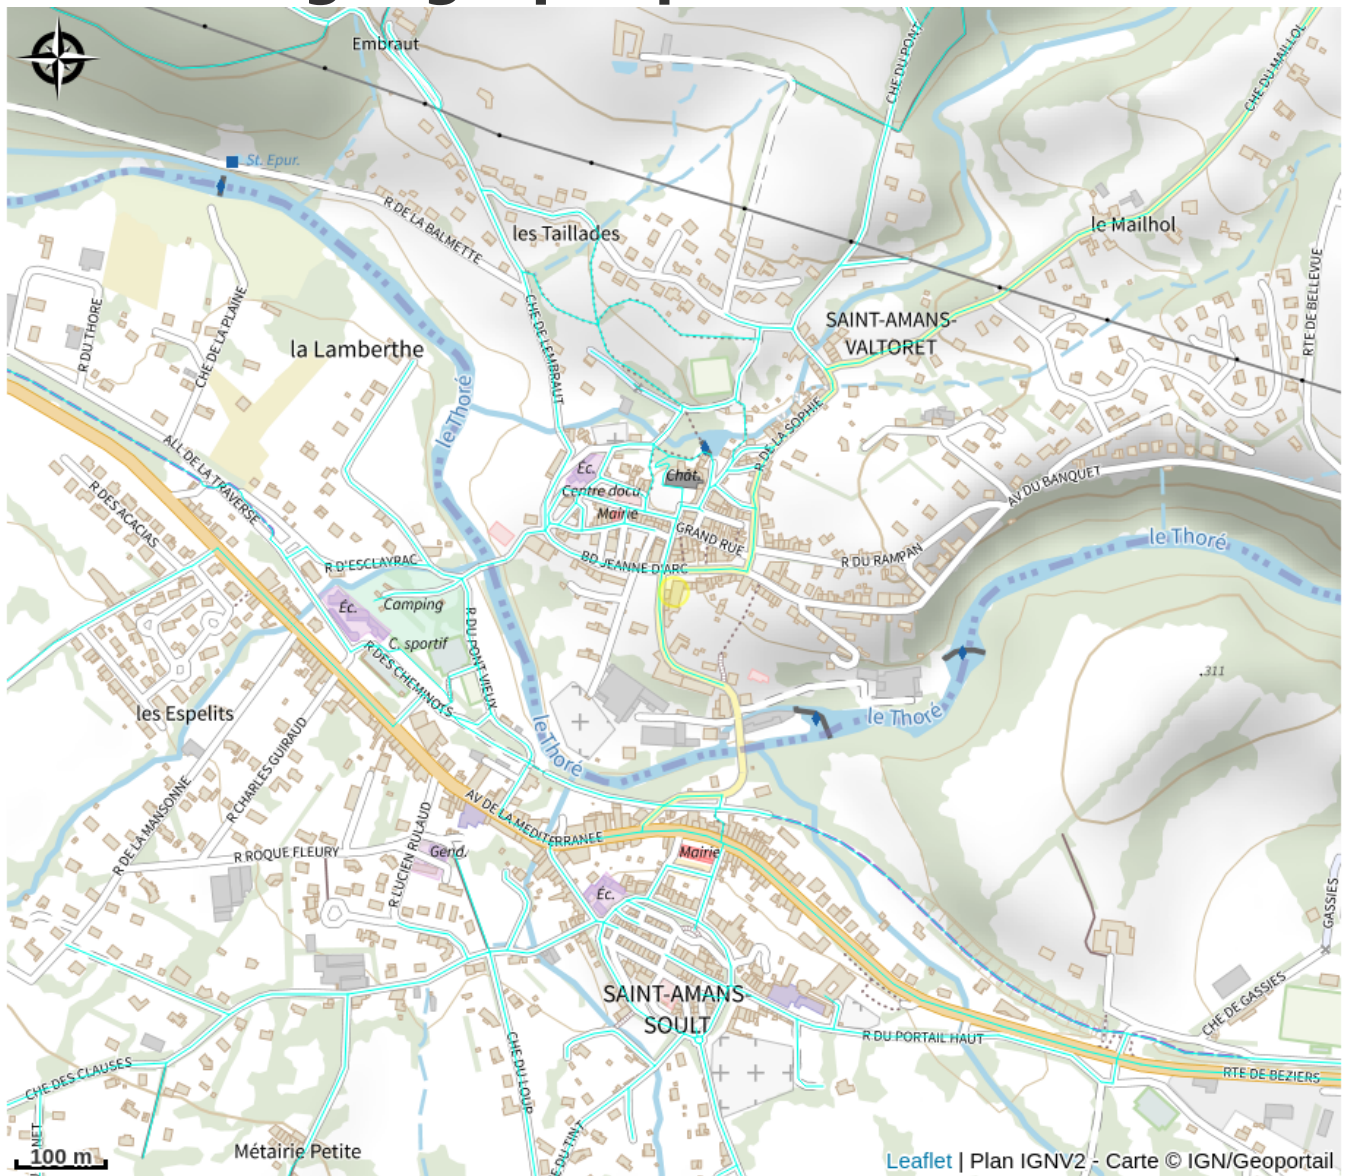 Embraut
CHE DU PONT
CHE DU MAILLOL
St. Epur.
R DE LA BALMETTE
les Taillades
le Mailhol
RTE DE BELLEVUE
R DU THORE
CHE DE LA PLAINE
la Lamberthe
CHE DE LEMBRAUT
SAINT-AMANS-
VALTORET
le Thoré
R DE LA SOPHIE
ALL DE LA TRAVERSE
R DES ACACIAS
Éc.
Chât.
Centre docu.
Mairie
GRAND RUE
AV DU BANQUET
le Thoré
R D'ESCLAYRAC
BD JEANNE D'ARC
R DU RAMPAN
Éc.
Camping
C. sportif
R DU PONT VIEUX
R DES CHEMINOTS
.311
les Espelits
le Thoré
le Thoré
R CHARLES GUIRAUD
R DE LA MANSONNE
AV DE LA MEDITERRANEE
R LUCIEN RULAUD
R ROQUE FLEURY
Gend.
Mairie
Éc.
GASSIES
SAINT-AMANS-
SOULT
CHE DE GASSIES
R DU PORTAIL HAUT
CHE DU LOUP
CHE DES CLAUSES
RTE DE BEZIERS
NET
E DU TINT
Métairie Petite
100 m
Leaflet | Plan IGNV2 - Carte © IGN/Geoportail